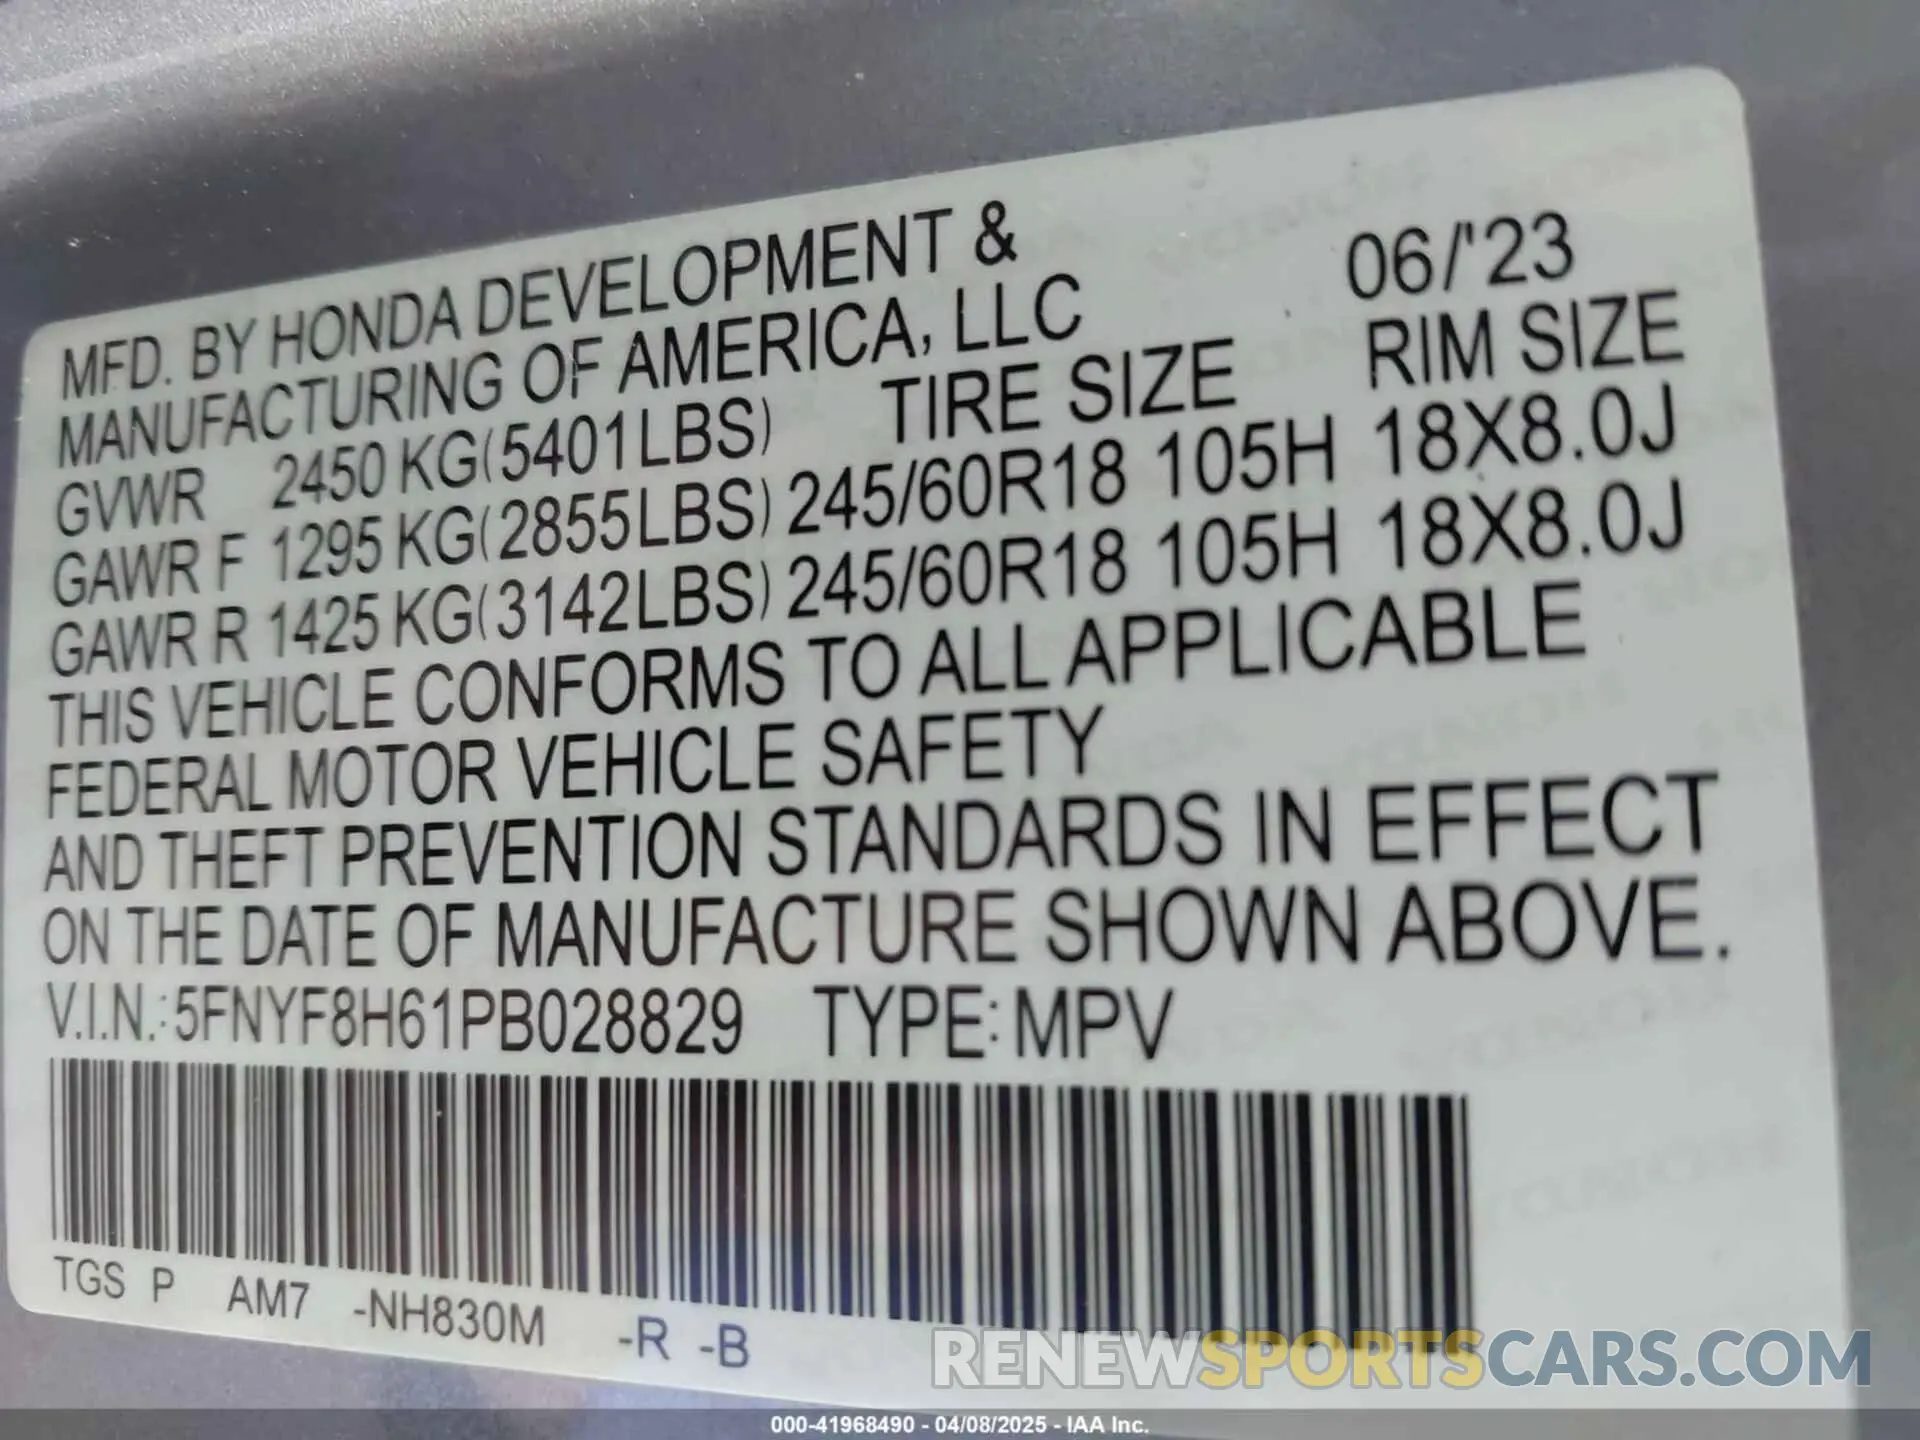 MFD. BY HONDA DEVELOPMENT &
MANUFACTURING OF AMERICA, LLC 06/'23
GVWR 2450 KG(5401LBS) TIRE SIZE RIM SIZE
GAWR F 1295 KG(2855LBS) 245/60R18 105H 18X8.0J
GAWR R 1425 KG(3142LBS) 245/60R18 105H 18X8.0J
THIS VEHICLE CONFORMS TO ALL APPLICABLE
FEDERAL MOTOR VEHICLE SAFETY
AND THEFT PREVENTION STANDARDS IN EFFECT
ON THE DATE OF MANUFACTURE SHOWN ABOVE.
V.I.N.:5FNYF8H61PB028829 TYPE:MPV
TGS P AM7 -NH830M -R -B
RENEWSPORTSCARS.COM
000-41968490 - 04/08/2025 - IAA Inc.